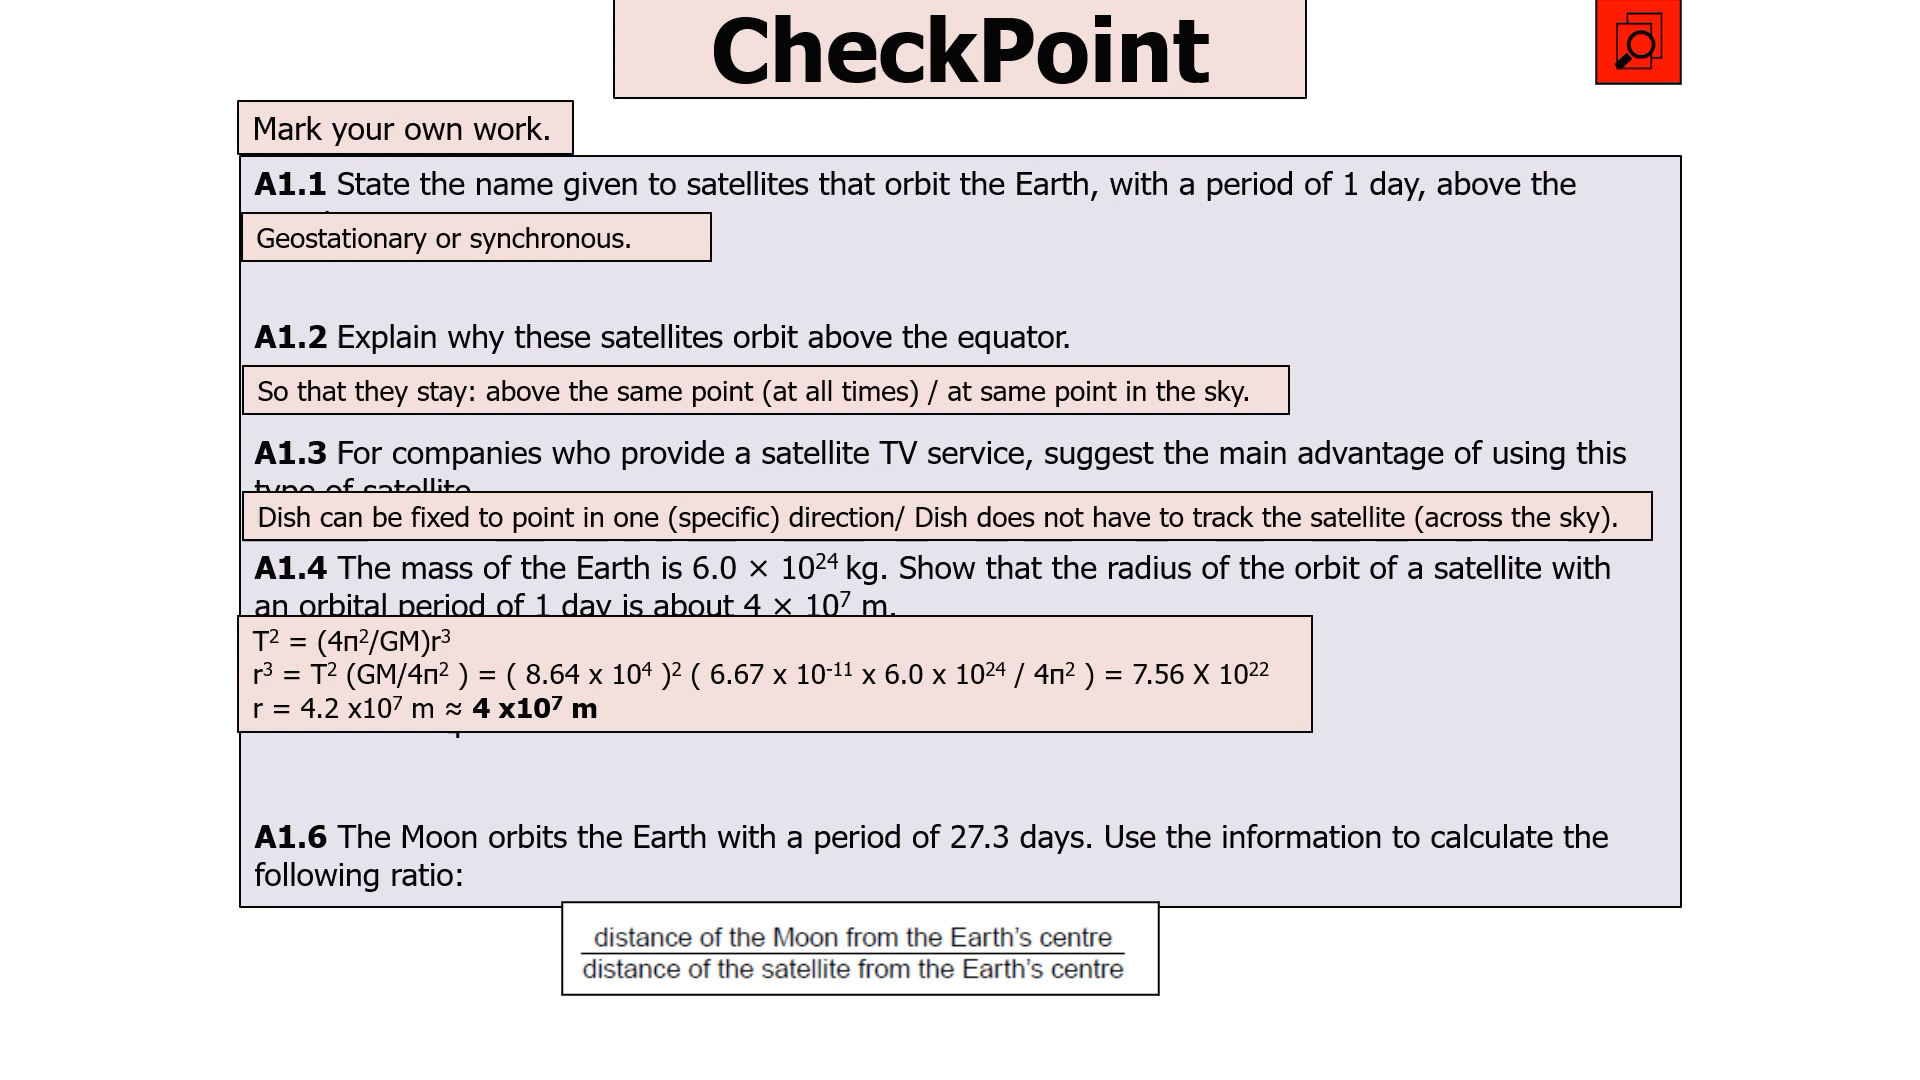 CheckPoint
Mark your own work.
A1.1 State the name given to satellites that orbit the Earth, with a period of 1 day, above the
Geostationary or synchronous.
A1.2 Explain why these satellites orbit above the equator.
So that they stay: above the same point (at all times) / at same point in the sky.
A1.3 For companies who provide a satellite TV service, suggest the main advantage of using this
type of satellite
Dish can be fixed to point in one (specific) direction/ Dish does not have to track the satellite (across the sky).
A1.4 The mass of the Earth is 6.0 × 10²⁴ kg. Show that the radius of the orbit of a satellite with
an orbital period of 1 day is about 4 × 10⁷ m.
T² = (4п²/GM)r³
r³ = T² (GM/4п² ) = ( 8.64 x 10⁴ )² ( 6.67 x 10⁻¹¹ x 6.0 x 10²⁴ / 4п² ) = 7.56 X 10²²
r = 4.2 x10⁷ m ≈ 4 x10⁷ m
A1.6 The Moon orbits the Earth with a period of 27.3 days. Use the information to calculate the
following ratio:
distance of the Moon from the Earth's centre
distance of the satellite from the Earth's centre